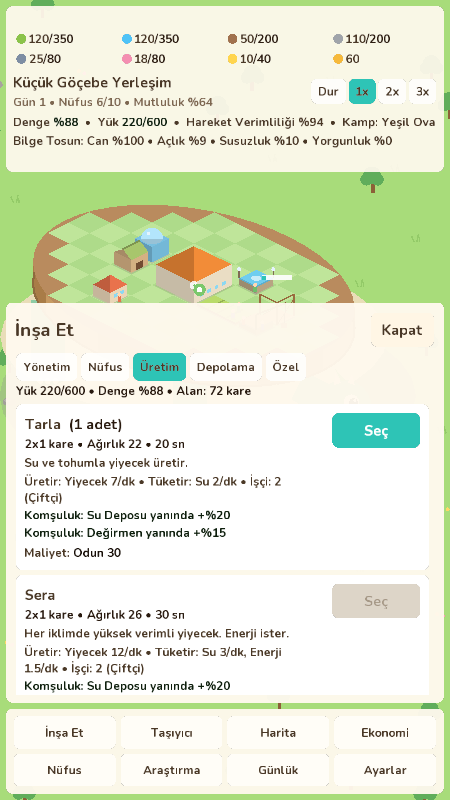 120/350 120/350 50/200 110/200
25/80 18/80 10/40 60
Küçük Göçebe Yerleşim
Dur 1x 2x 3x
Gün 1 • Nüfus 6/10 • Mutluluk %64
Denge %88 • Yük 220/600 • Hareket Verimliliği %94 • Kamp: Yeşil Ova
Bilge Tosun: Can %100 • Açlık %9 • Susuzluk %10 • Yorgunluk %0
İnşa Et
Kapat
Yönetim Nüfus Üretim Depolama Özel
Yük 220/600 • Denge %88 • Alan: 72 kare
Tarla (1 adet)
Seç
2x1 kare • Ağırlık 22 • 20 sn
Su ve tohumla yiyecek üretir.
Üretir: Yiyecek 7/dk • Tüketir: Su 2/dk • İşçi: 2
(Çiftçi)
Komşuluk: Su Deposu yanında +%20
Komşuluk: Değirmen yanında +%15
Maliyet: Odun 30
Sera
Seç
2x1 kare • Ağırlık 26 • 30 sn
Her iklimde yüksek verimli yiyecek. Enerji ister.
Üretir: Yiyecek 12/dk • Tüketir: Su 3/dk, Enerji
1.5/dk • İşçi: 2 (Çiftçi)
Komşuluk: Su Deposu yanında +%20
İnşa Et Taşıyıcı Harita Ekonomi
Nüfus Araştırma Günlük Ayarlar